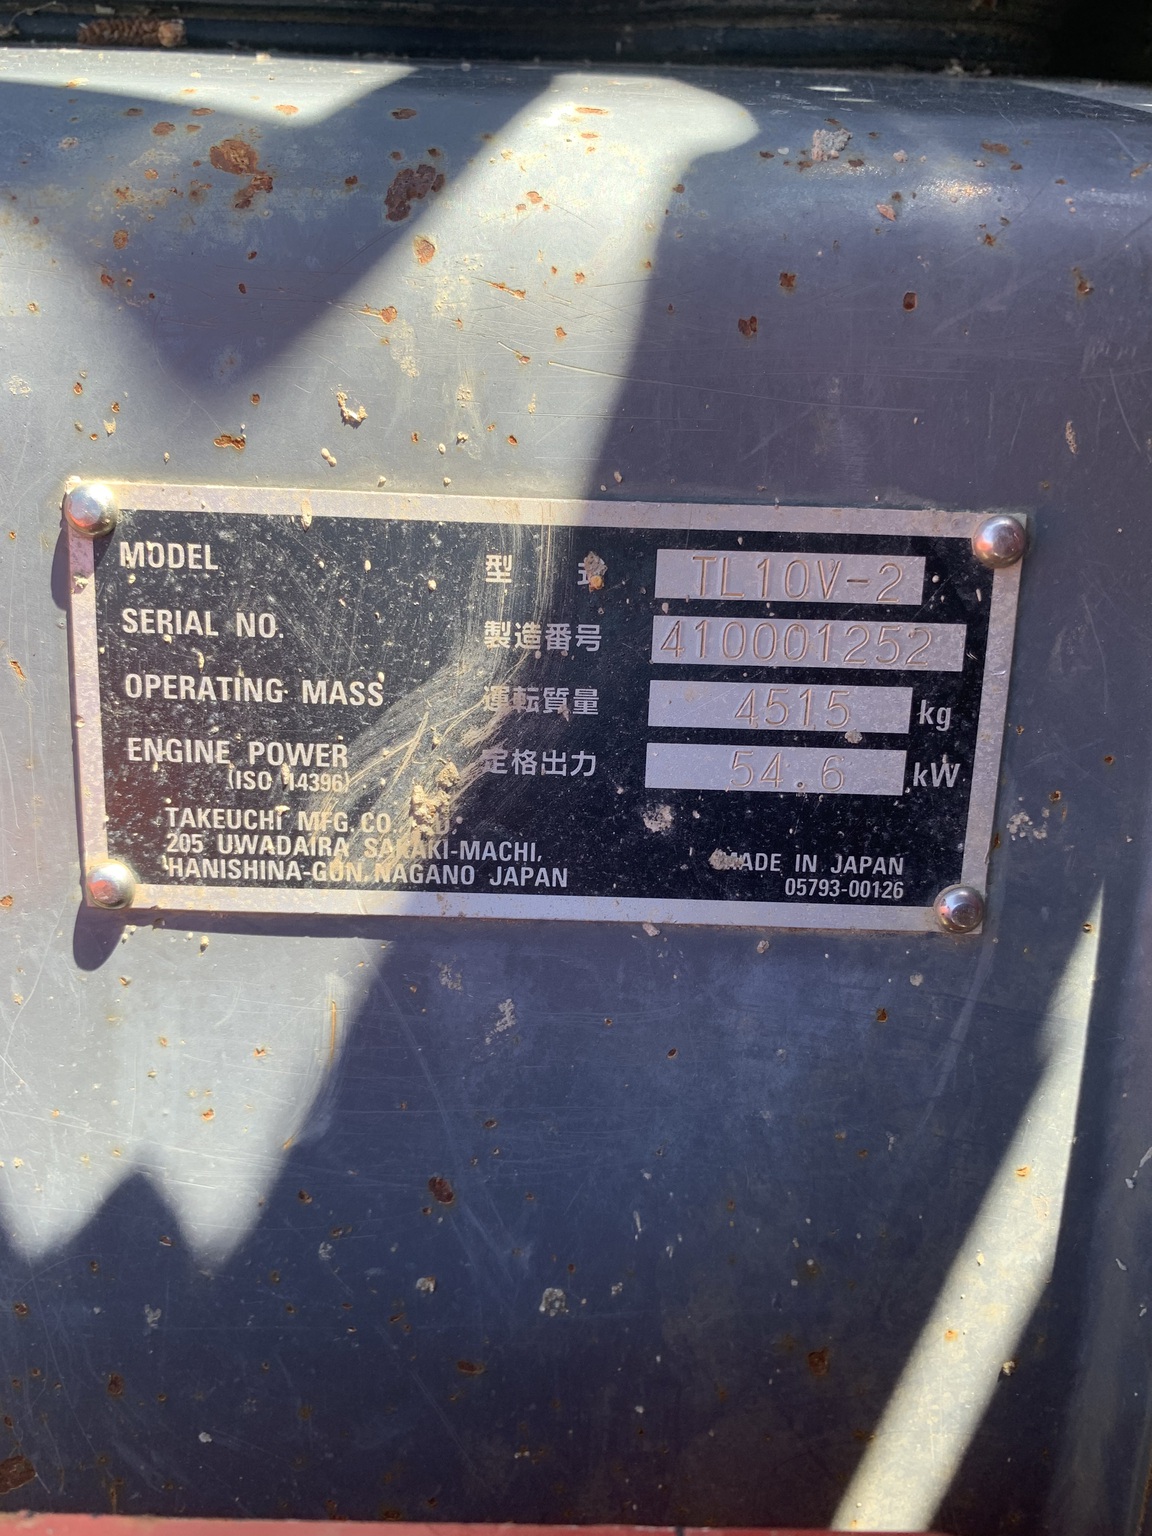 MODEL 型 式 TL10V-2
SERIAL NO. 製造番号 410001252
OPERATING MASS 運転質量 4515 kg
ENGINE POWER 定格出力 54.6 kW
(ISO 14396)
TAKEUCHI MFG. CO.
205 UWADAIRA SAKAKI-MACHI,
HANISHINA-GUN, NAGANO JAPAN
MADE IN JAPAN
05793-00126